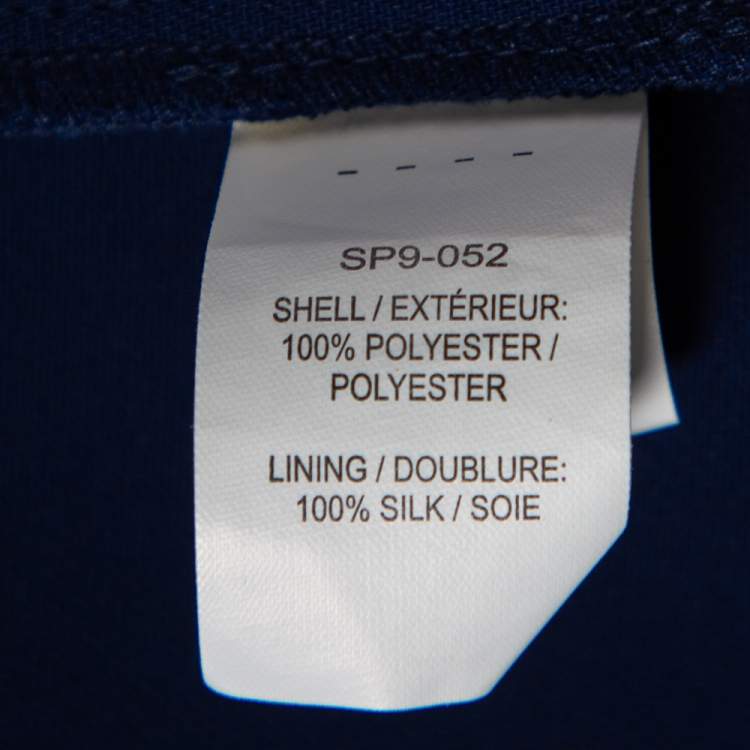 - - - -
SP9-052
SHELL / EXTÉRIEUR:
100% POLYESTER /
POLYESTER
LINING / DOUBLURE:
100% SILK / SOIE